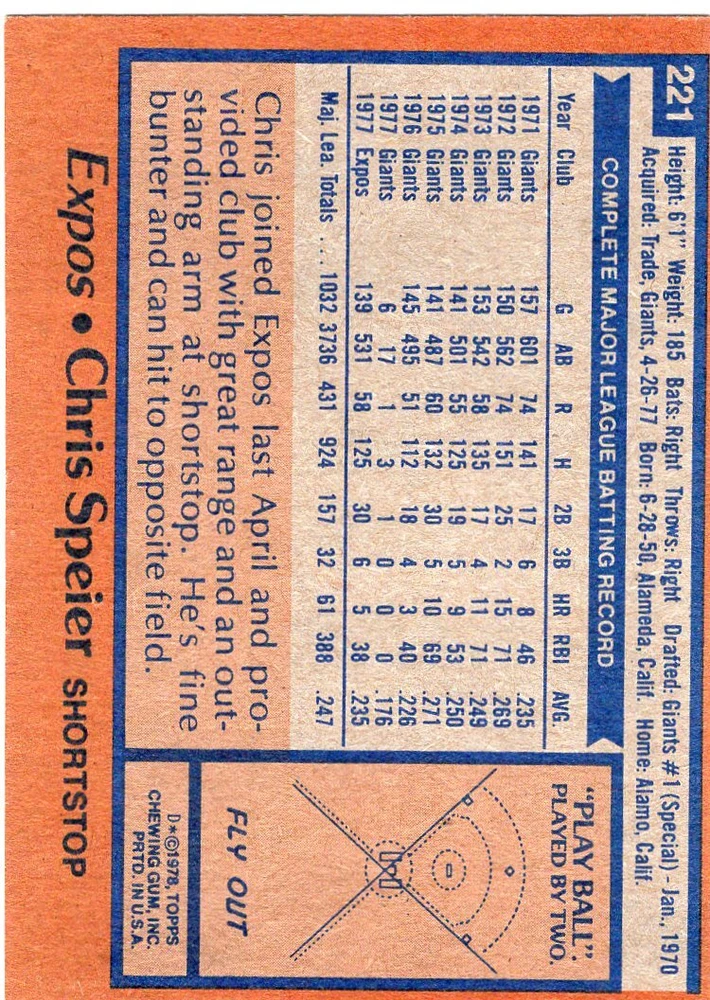 221
Height: 6'1" Weight: 185 Bats: Right Throws: Right Drafted: Giants #1 (Special) - Jan., 1970
Acquired: Trade, Giants, 4-26-77 Born: 6-28-50, Alameda, Calif. Home: Alamo, Calif.
COMPLETE MAJOR LEAGUE BATTING RECORD
Year Club G AB R H 2B 3B HR RBI AVG.
1971 Giants 157 601 74 141 17 6 8 46 .235
1972 Giants 150 562 74 151 25 2 15 71 .269
1973 Giants 153 542 58 135 17 4 11 71 .249
1974 Giants 141 501 55 125 19 5 9 53 .250
1975 Giants 141 487 60 132 30 5 10 69 .271
1976 Giants 145 495 51 112 18 4 3 40 .226
1977 Giants 6 17 1 3 1 0 0 0 .176
1977 Expos 139 531 58 125 30 6 5 38 .235
Maj. Lea. Totals .... 1032 3736 431 924 157 32 61 388 .247
Chris joined Expos last April and pro-
vided club with great range and an out-
standing arm at shortstop. He's fine
bunter and can hit to opposite field.
"PLAY BALL".
PLAYED BY TWO.
FLY OUT
D*©1978, TOPPS
CHEWING GUM, INC.
PRTD. IN U.S.A.
Expos • Chris Speier SHORTSTOP